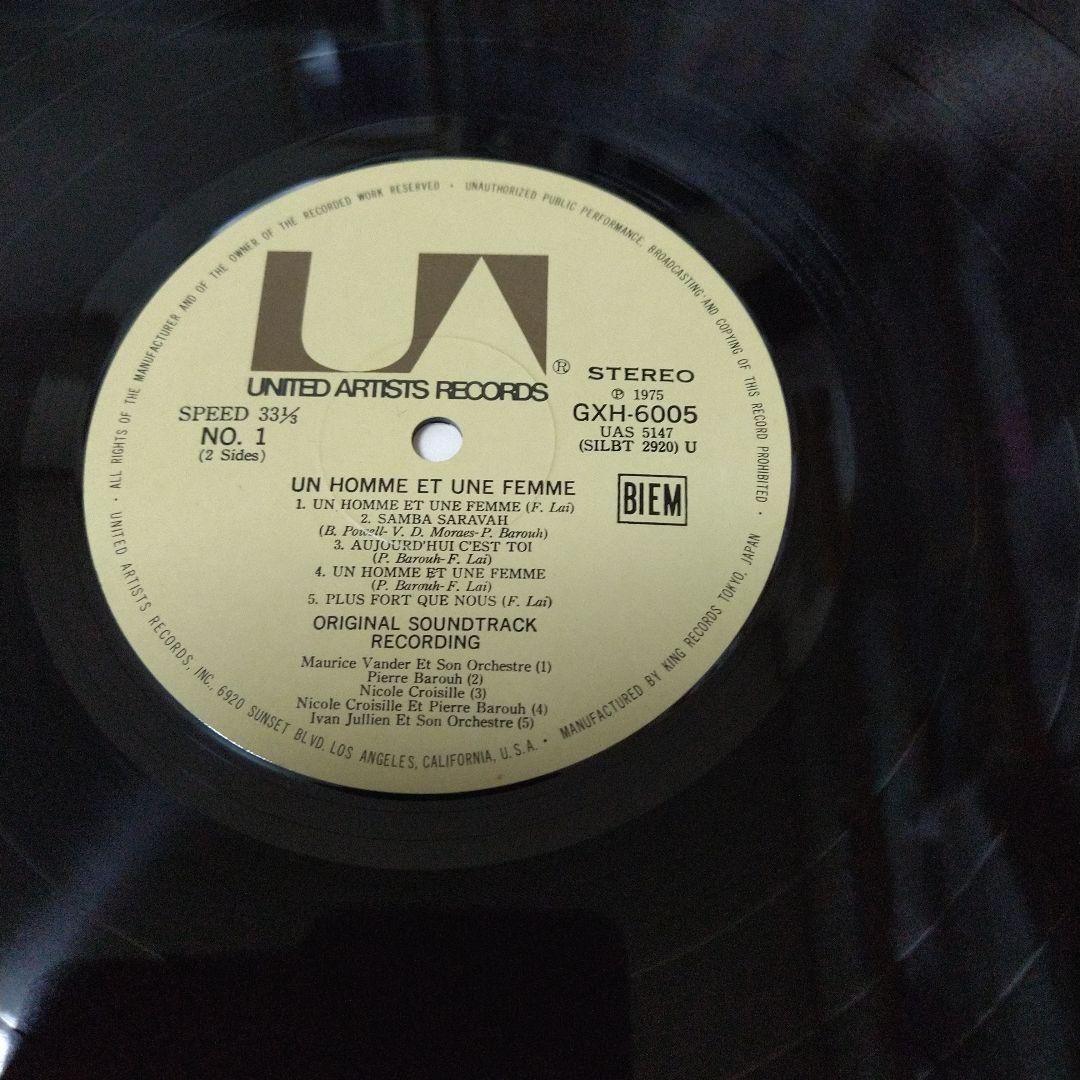 UNITED ARTISTS RECORDS, INC., 6920 SUNSET BLVD. LOS ANGELES, CALIFORNIA, U.S.A. • MANUFACTURED BY KING RECORDS TOKYO, JAPAN
• ALL RIGHTS OF THE MANUFACTURER AND OF THE OWNER OF THE RECORDED WORK RESERVED • UNAUTHORIZED PUBLIC PERFORMANCE, BROADCASTING AND COPYING OF THIS RECORD PROHIBITED •
UA
®
UNITED ARTISTS RECORDS
SPEED 33⅓
NO. 1
(2 Sides)
STEREO
℗ 1975
GXH-6005
UAS 5147
(SILBT 2920) U
BIEM
UN HOMME ET UNE FEMME
1. UN HOMME ET UNE FEMME (F. Lai)
2. SAMBA SARAVAH
(B. Powell- V. D. Moraes-P. Barouh)
3. AUJOURD'HUI C'EST TOI
(P. Barouh-F. Lai)
4. UN HOMME ET UNE FEMME
(P. Barouh-F. Lai)
5. PLUS FORT QUE NOUS (F. Lai)
ORIGINAL SOUNDTRACK
RECORDING
Maurice Vander Et Son Orchestre (1)
Pierre Barouh (2)
Nicole Croisille (3)
Nicole Croisille Et Pierre Barouh (4)
Ivan Jullien Et Son Orchestre (5)